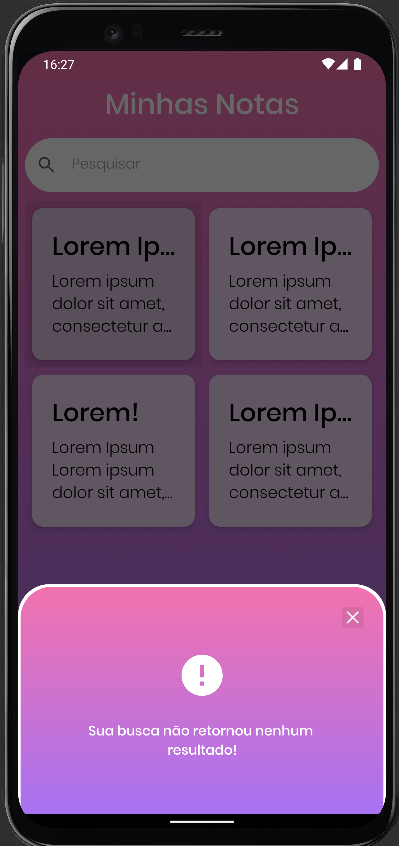 16:27
Minhas Notas
Pesquisar
Lorem Ip...
Lorem ipsum
dolor sit amet,
consectetur a...
Lorem Ip...
Lorem ipsum
dolor sit amet,
consectetur a...
Lorem!
Lorem Ipsum
Lorem ipsum
dolor sit amet,...
Lorem Ip...
Lorem ipsum
dolor sit amet,
consectetur a...
Sua busca não retornou nenhum
resultado!